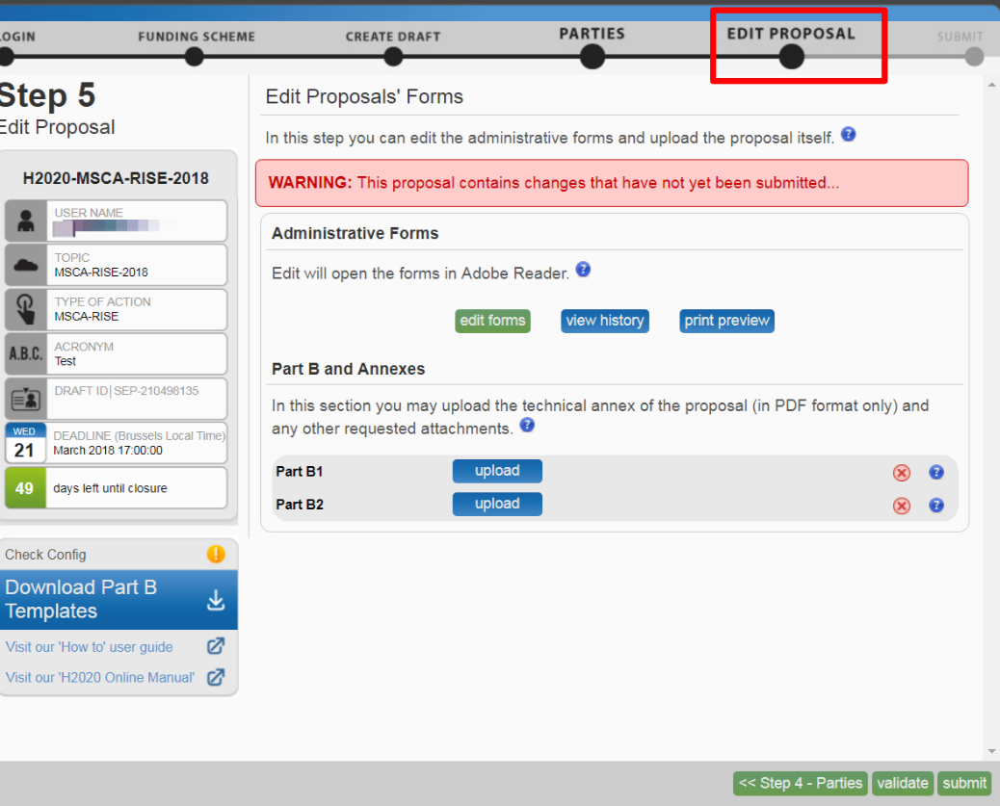 LOGIN
FUNDING SCHEME
CREATE DRAFT
PARTIES
EDIT PROPOSAL
SUBMIT
Step 5
Edit Proposal
H2020-MSCA-RISE-2018
USER NAME
TOPIC
MSCA-RISE-2018
TYPE OF ACTION
MSCA-RISE
A.B.C.
ACRONYM
Test
DRAFT ID SEP-210498135
WED
21
DEADLINE (Brussels Local Time)
March 2018 17:00:00
49
days left until closure
Check Config
Download Part B
Templates
Visit our 'How to' user guide
Visit our 'H2020 Online Manual'
Edit Proposals' Forms
In this step you can edit the administrative forms and upload the proposal itself. ?
WARNING: This proposal contains changes that have not yet been submitted...
Administrative Forms
Edit will open the forms in Adobe Reader. ?
edit forms
view history
print preview
Part B and Annexes
In this section you may upload the technical annex of the proposal (in PDF format only) and
any other requested attachments. ?
Part B1
upload
?
Part B2
upload
?
<< Step 4 - Parties
validate
submit